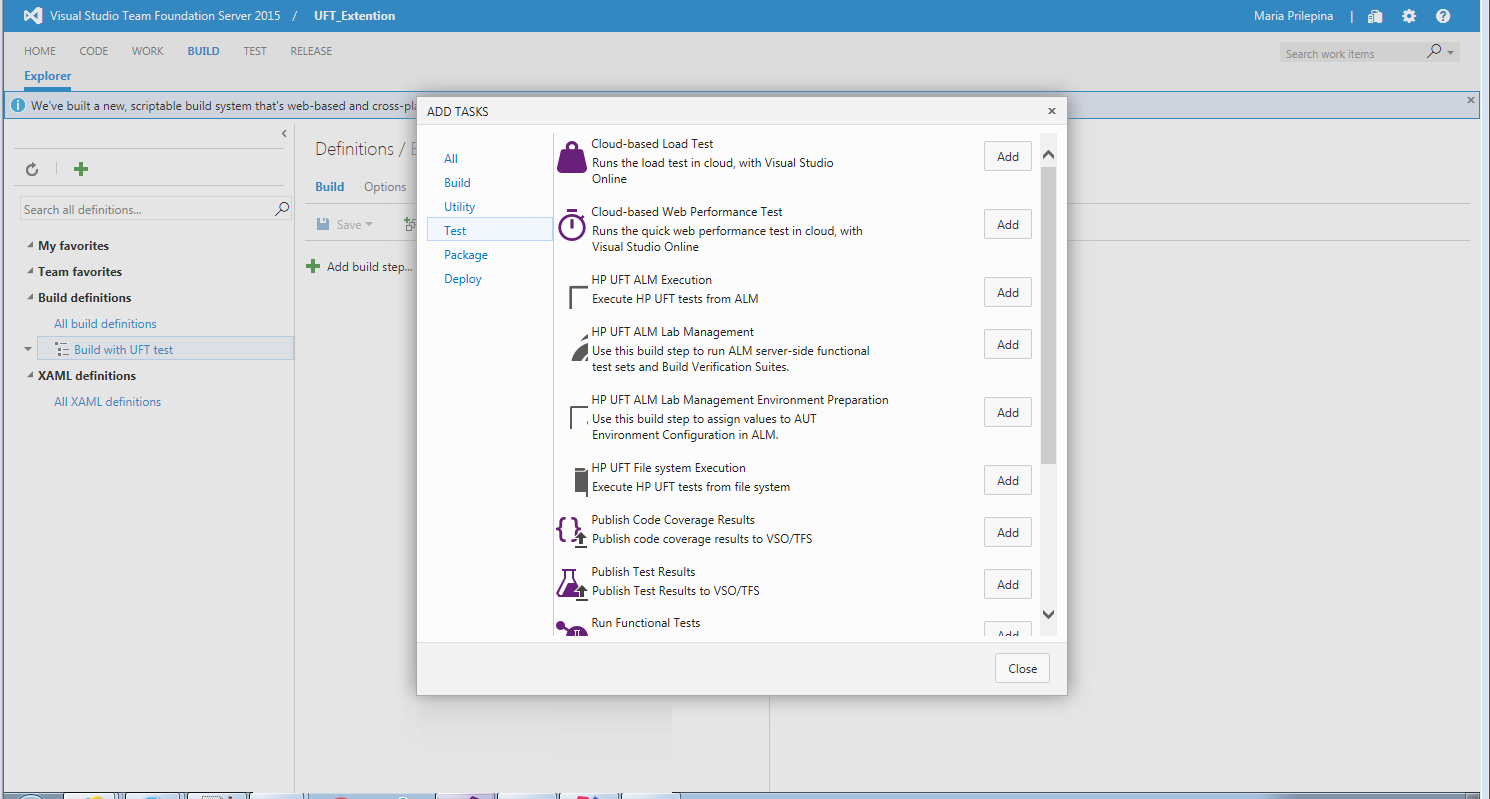 Visual Studio Team Foundation Server 2015 / UFT_Extention
Maria Prilepina
HOME CODE WORK BUILD TEST RELEASE
Search work items
Explorer
We've built a new, scriptable build system that's web-based and cross-pl
ADD TASKS
Definitions /
Build Options
Search all definitions...
Save
Add build step...
My favorites
Team favorites
Build definitions
All build definitions
Build with UFT test
XAML definitions
All XAML definitions
All
Build
Utility
Test
Package
Deploy
Cloud-based Load Test
Runs the load test in cloud, with Visual Studio
Online
Add
Cloud-based Web Performance Test
Runs the quick web performance test in cloud, with
Visual Studio Online
Add
HP UFT ALM Execution
Execute HP UFT tests from ALM
Add
HP UFT ALM Lab Management
Use this build step to run ALM server-side functional
test sets and Build Verification Suites.
Add
HP UFT ALM Lab Management Environment Preparation
Use this build step to assign values to AUT
Environment Configuration in ALM.
Add
HP UFT File system Execution
Execute HP UFT tests from file system
Add
Publish Code Coverage Results
Publish code coverage results to VSO/TFS
Add
Publish Test Results
Publish Test Results to VSO/TFS
Add
Run Functional Tests
Add
Close